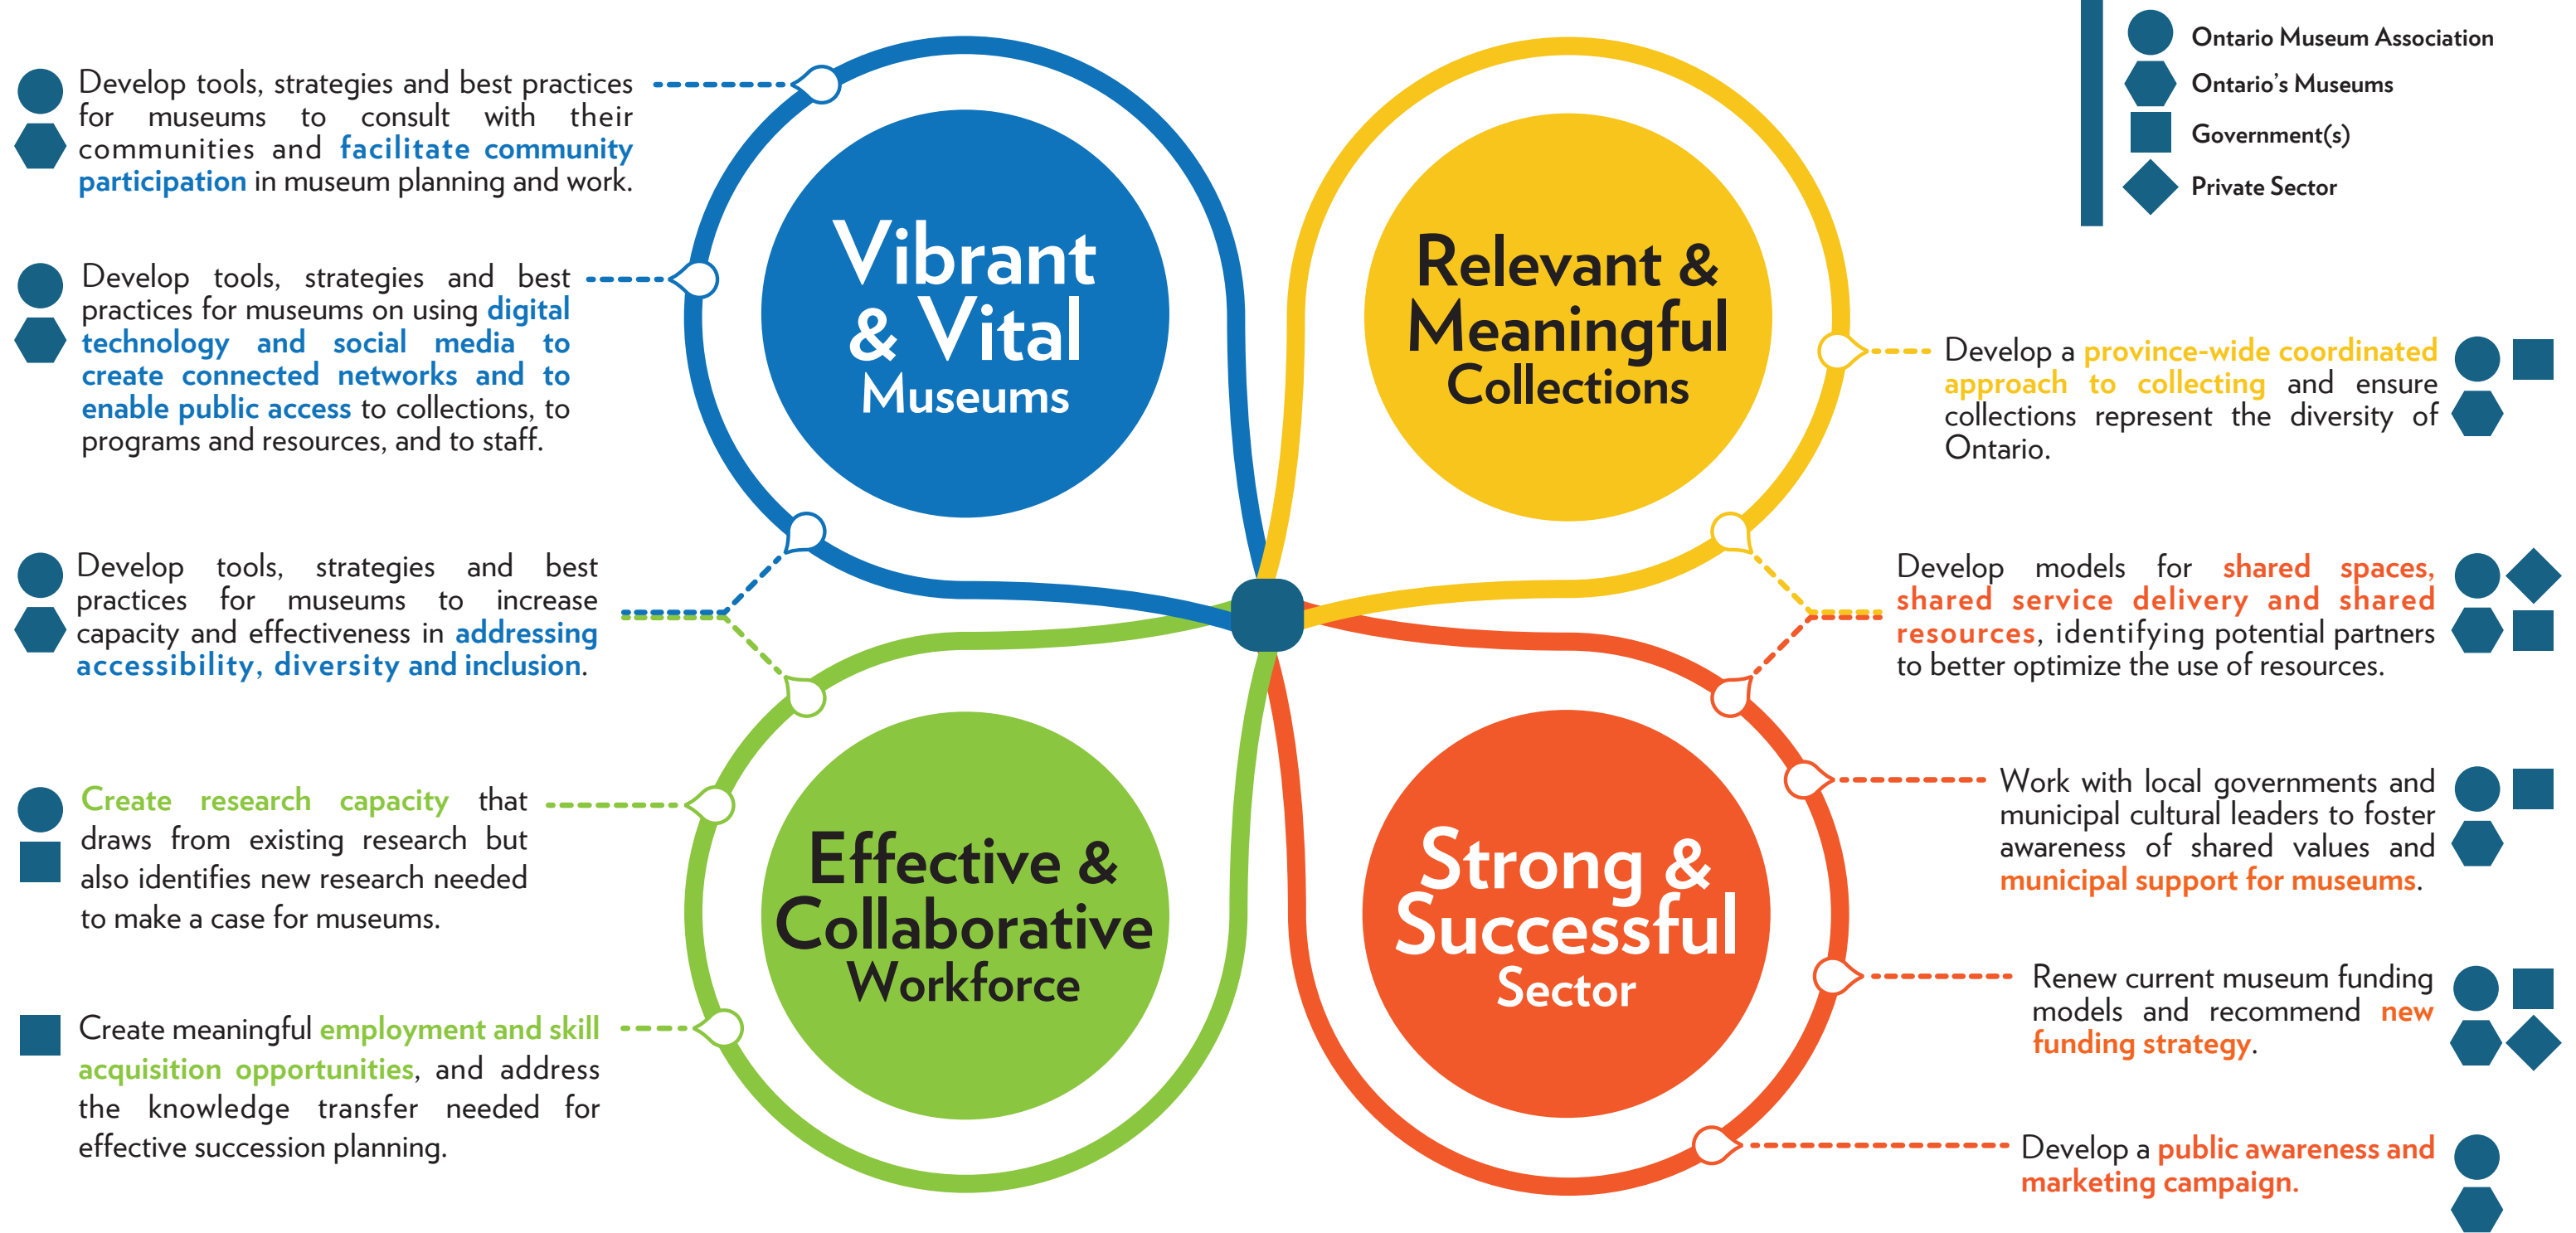 Develop tools, strategies and best practices
for museums to consult with their
communities and facilitate community
participation in museum planning and work.
Develop tools, strategies and best
practices for museums on using digital
technology and social media to
create connected networks and to
enable public access to collections, to
programs and resources, and to staff.
Develop tools, strategies and best
practices for museums to increase
capacity and effectiveness in addressing
accessibility, diversity and inclusion.
Create research capacity that
draws from existing research but
also identifies new research needed
to make a case for museums.
Create meaningful employment and skill
acquisition opportunities, and address
the knowledge transfer needed for
effective succession planning.
Vibrant
& Vital
Museums
Relevant &
Meaningful
Collections
Effective &
Collaborative
Workforce
Strong &
Successful
Sector
Ontario Museum Association
Ontario's Museums
Government(s)
Private Sector
Develop a province-wide coordinated
approach to collecting and ensure
collections represent the diversity of
Ontario.
Develop models for shared spaces,
shared service delivery and shared
resources, identifying potential partners
to better optimize the use of resources.
Work with local governments and
municipal cultural leaders to foster
awareness of shared values and
municipal support for museums.
Renew current museum funding
models and recommend new
funding strategy.
Develop a public awareness and
marketing campaign.